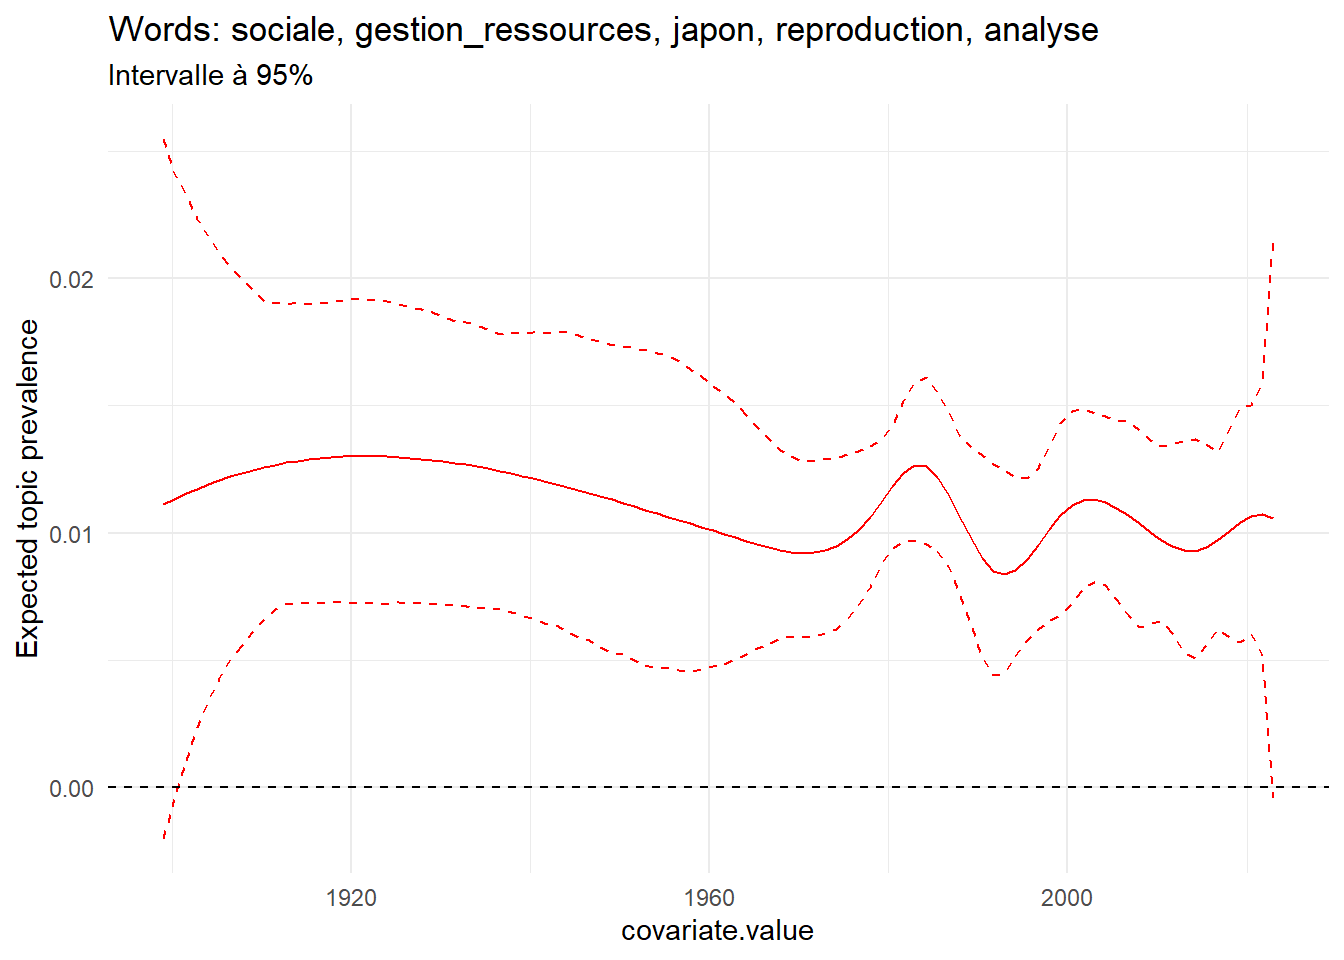 Words: sociale, gestion_ressources, japon, reproduction, analyse
Intervalle à 95%
Expected topic prevalence
0.02
0.01
0.00
1920
1960
2000
covariate.value